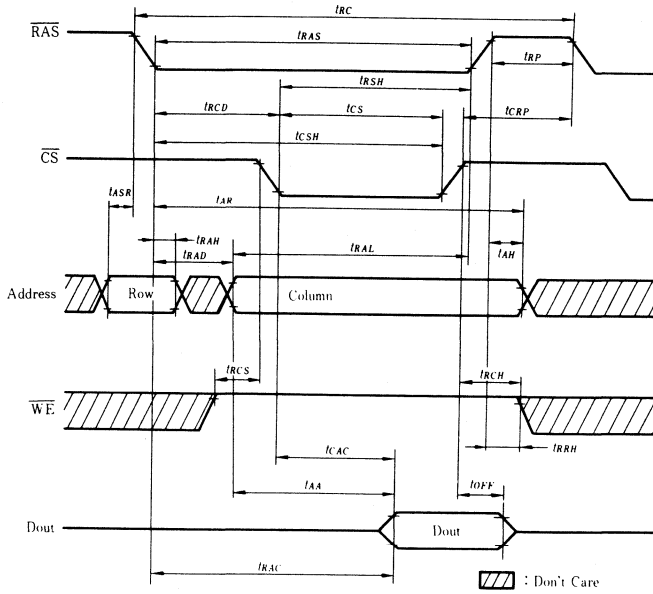 tRC
RAS
tRAS
tRP
tRSH
tRCD
tCS
tCRP
tCSH
CS
tASR
tAR
tRAH
tRAD
tRAL
tAH
Address
Row
Column
tRCS
tRCH
WE
tRRH
tCAC
tAA
tOFF
Dout
Dout
tRAC
: Don't Care